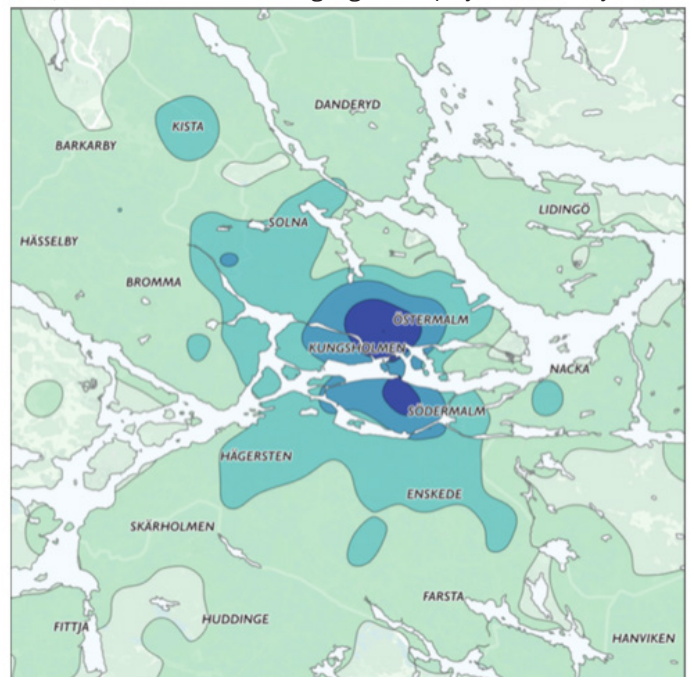 DANDERYD
KISTA
BARKARBY
LIDINGÖ
SOLNA
HÄSSELBY
BROMMA
ÖSTERMALM
KUNGSHOLMEN
NACKA
SÖDERMALM
HÄGERSTEN
ENSKEDE
SKÄRHOLMEN
FARSTA
HUDDINGE
FITTJA
HANVIKEN